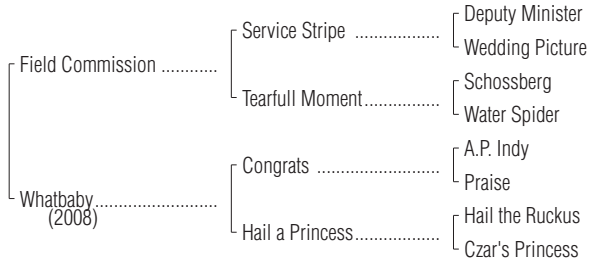 Deputy Minister
Service Stripe ..................
Wedding Picture
Field Commission ............
Schossberg
Tearfull Moment................
Water Spider
A.P. Indy
Congrats ........................
Praise
Whatbaby..........................
(2008)
Hail the Ruckus
Hail a Princess..................
Czar's Princess